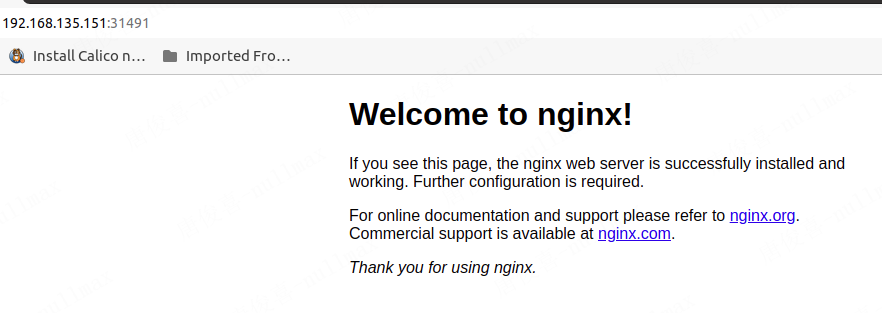 192.168.135.151:31491
Install Calico n...
Imported Fro...
Welcome to nginx!
If you see this page, the nginx web server is successfully installed and
working. Further configuration is required.
For online documentation and support please refer to nginx.org.
Commercial support is available at nginx.com.
Thank you for using nginx.